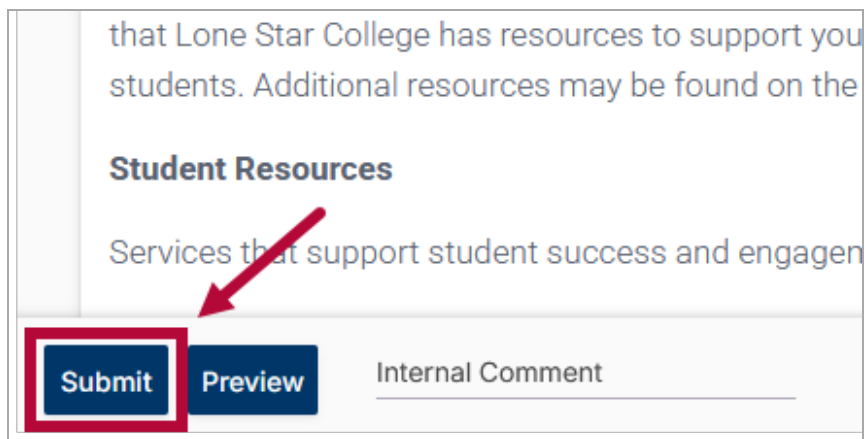 that Lone Star College has resources to support you
students. Additional resources may be found on the
Student Resources
Services that support student success and engagem
Submit Preview Internal Comment